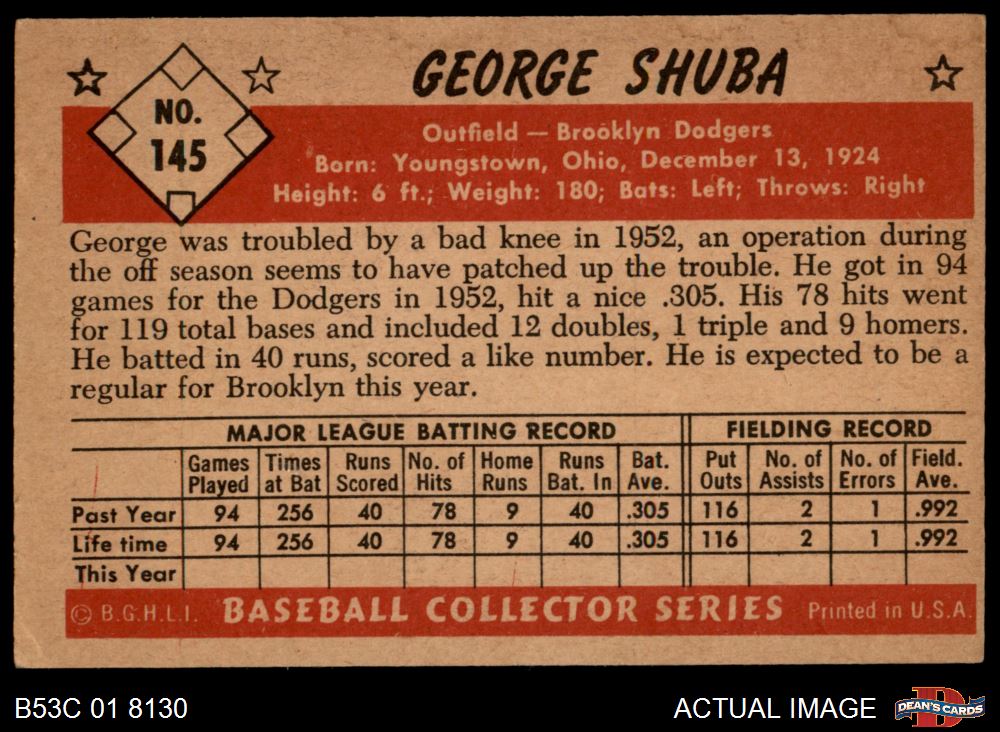 NO.
145
GEORGE SHUBA
Outfield — Brooklyn Dodgers
Born: Youngstown, Ohio, December 13, 1924
Height: 6 ft.; Weight: 180; Bats: Left; Throws: Right
George was troubled by a bad knee in 1952, an operation during
the off season seems to have patched up the trouble. He got in 94
games for the Dodgers in 1952, hit a nice .305. His 78 hits went
for 119 total bases and included 12 doubles, 1 triple and 9 homers.
He batted in 40 runs, scored a like number. He is expected to be a
regular for Brooklyn this year.
MAJOR LEAGUE BATTING RECORD FIELDING RECORD
Games Times Runs No. of Home Runs Bat. Put No. of No. of Field.
Played at Bat Scored Hits Runs Bat. In Ave. Outs Assists Errors Ave.
Past Year 94 256 40 78 9 40 .305 116 2 1 .992
Life time 94 256 40 78 9 40 .305 116 2 1 .992
This Year
© B.G.H.L.I. BASEBALL COLLECTOR SERIES Printed in U.S.A.
B53C 01 8130 ACTUAL IMAGE DEAN'S CARDS